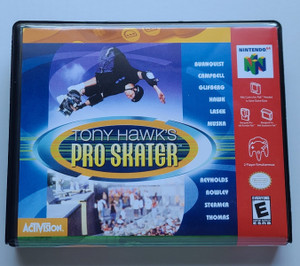 NINTENDO 64
BURNQUIST
CAMPBELL
GLIFBERG
HAWK
LASEK
MUSKA
TONY HAWK'S
PRO SKATER
REYNOLDS
ROWLEY
STEAMER
THOMAS
ACTIVISION
E